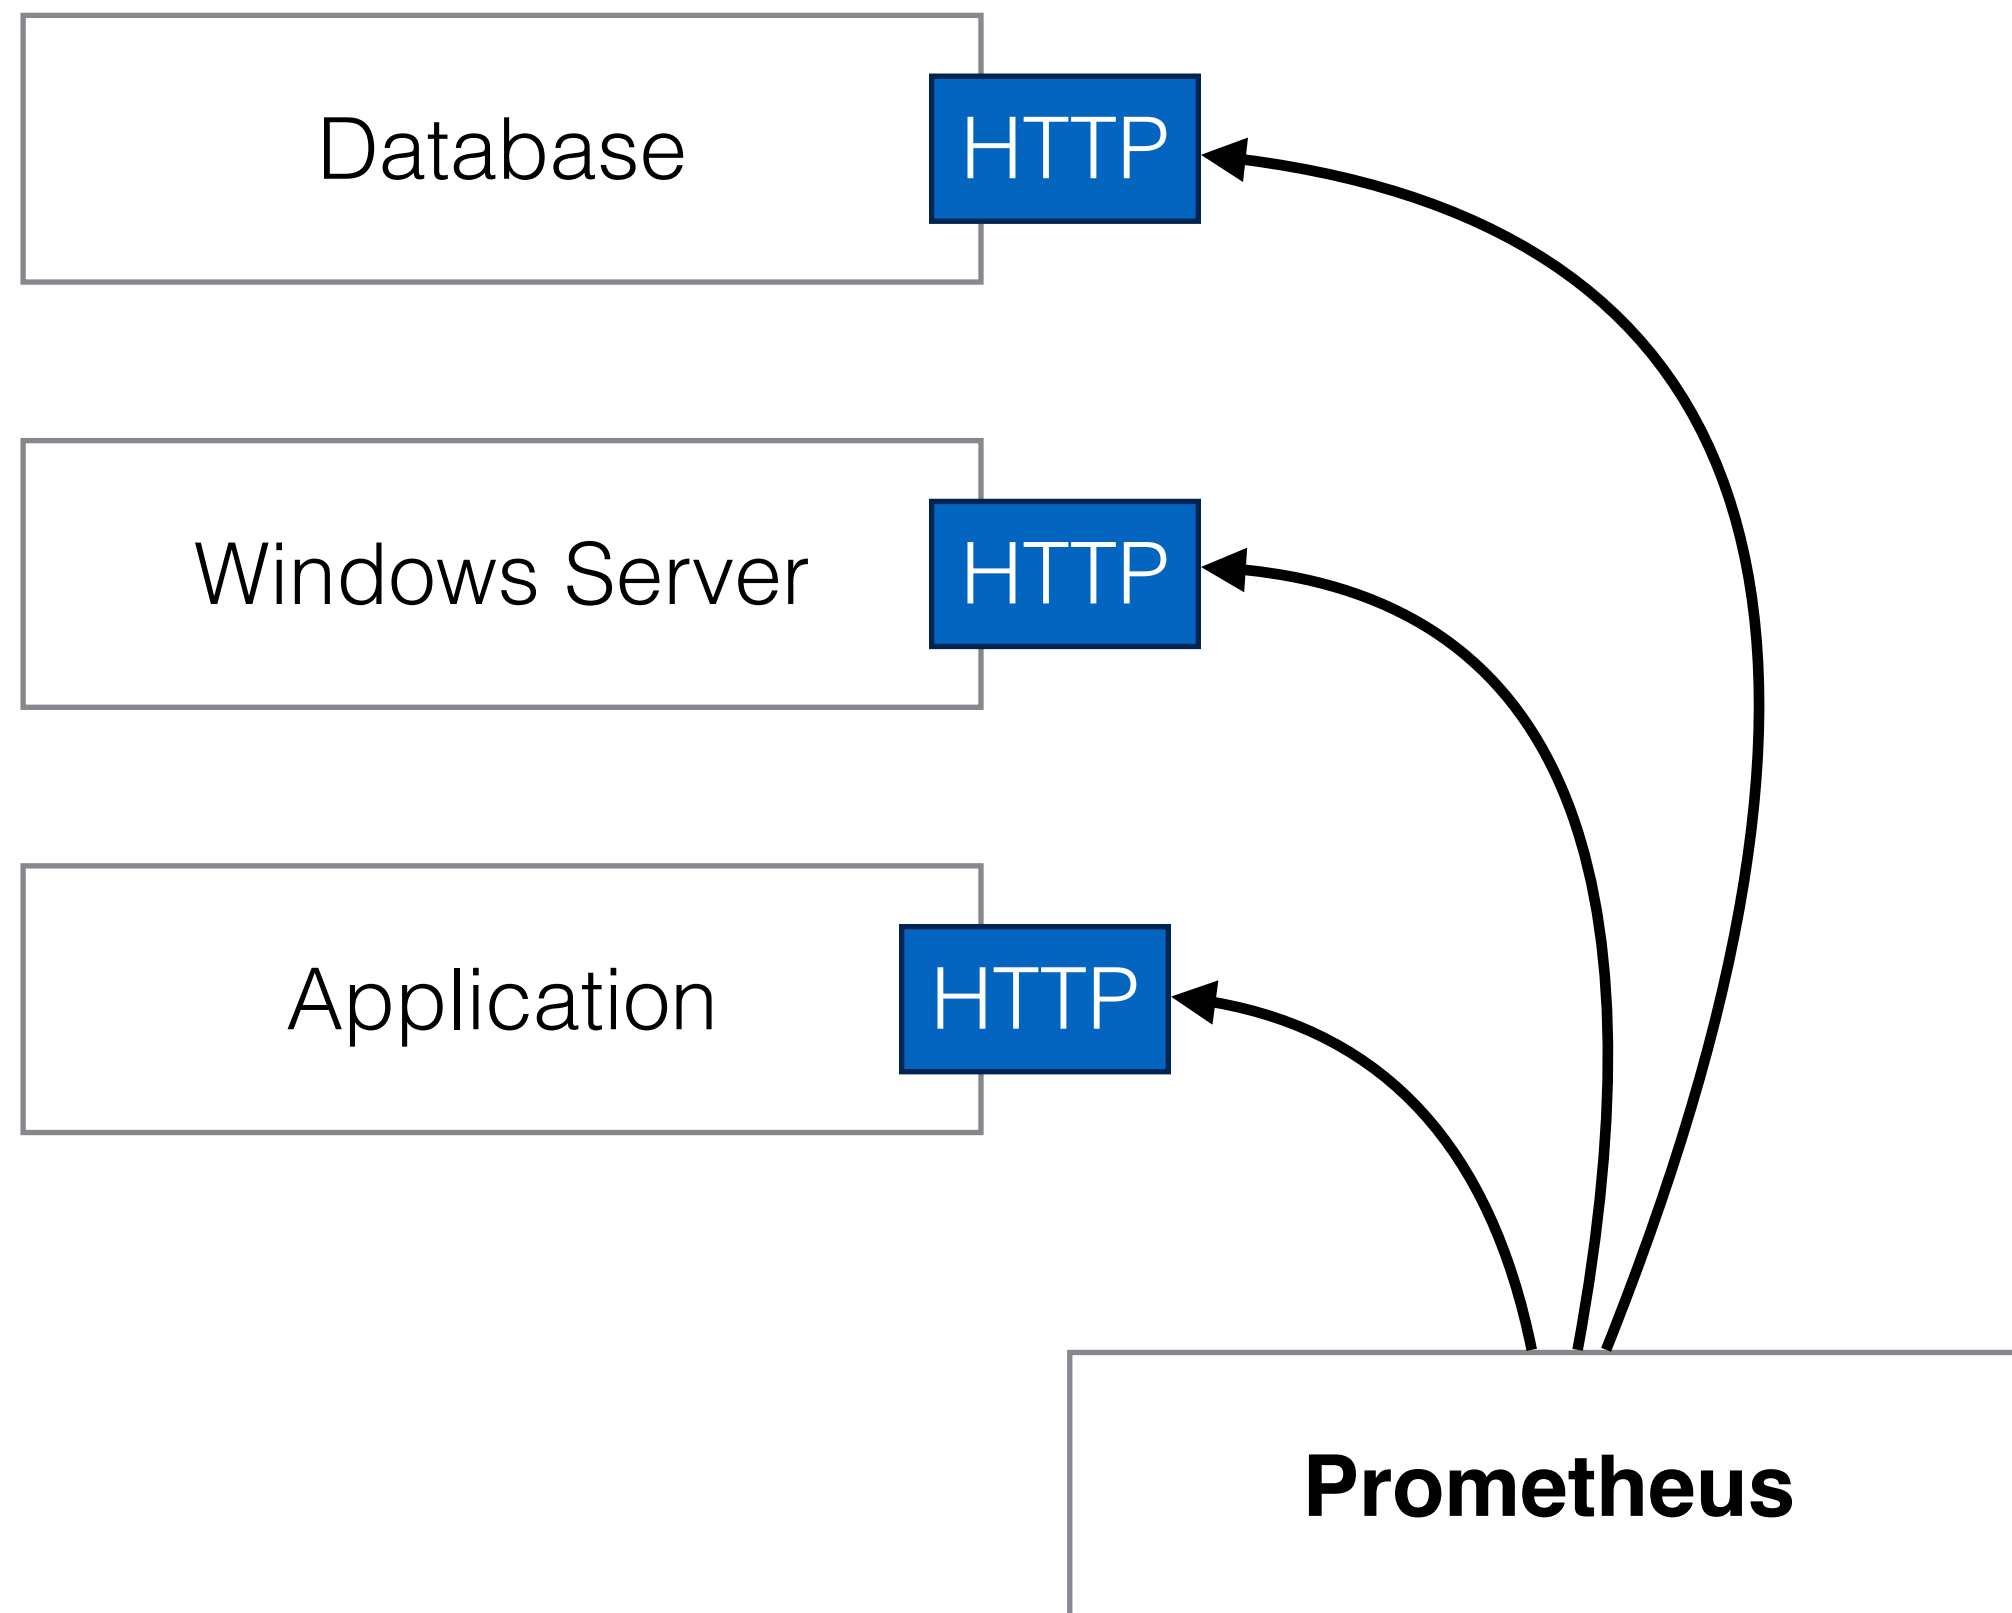 Database
HTTP
Windows Server
HTTP
Application
HTTP
Prometheus